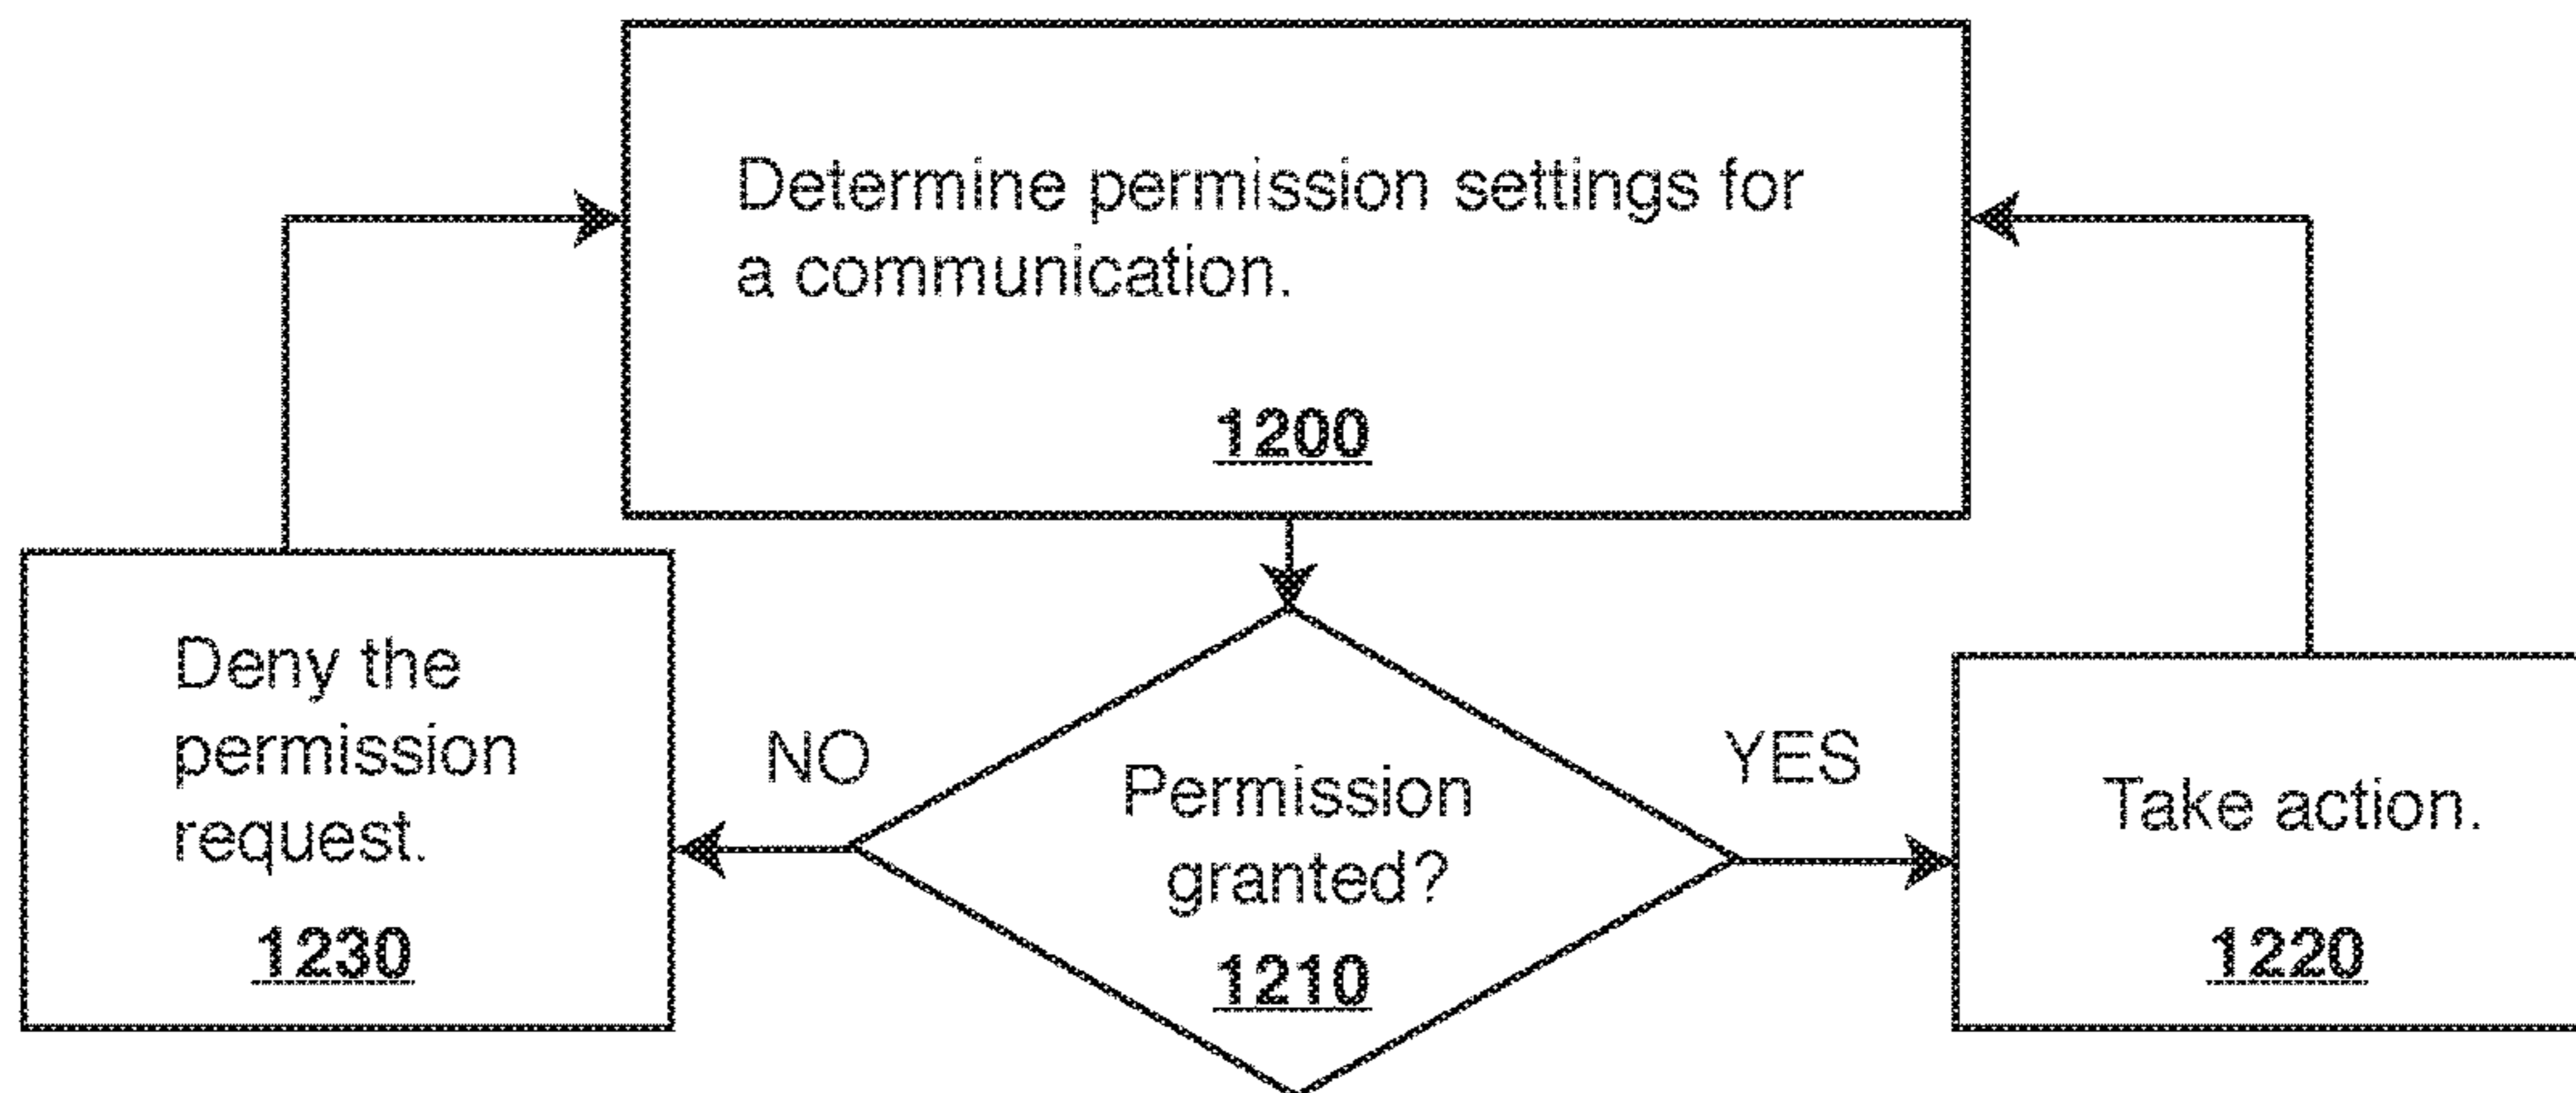 Determine permission settings for
a communication.
1200
Deny the
permission
request.
1230
NO
Permission
granted?
1210
YES
Take action.
1220